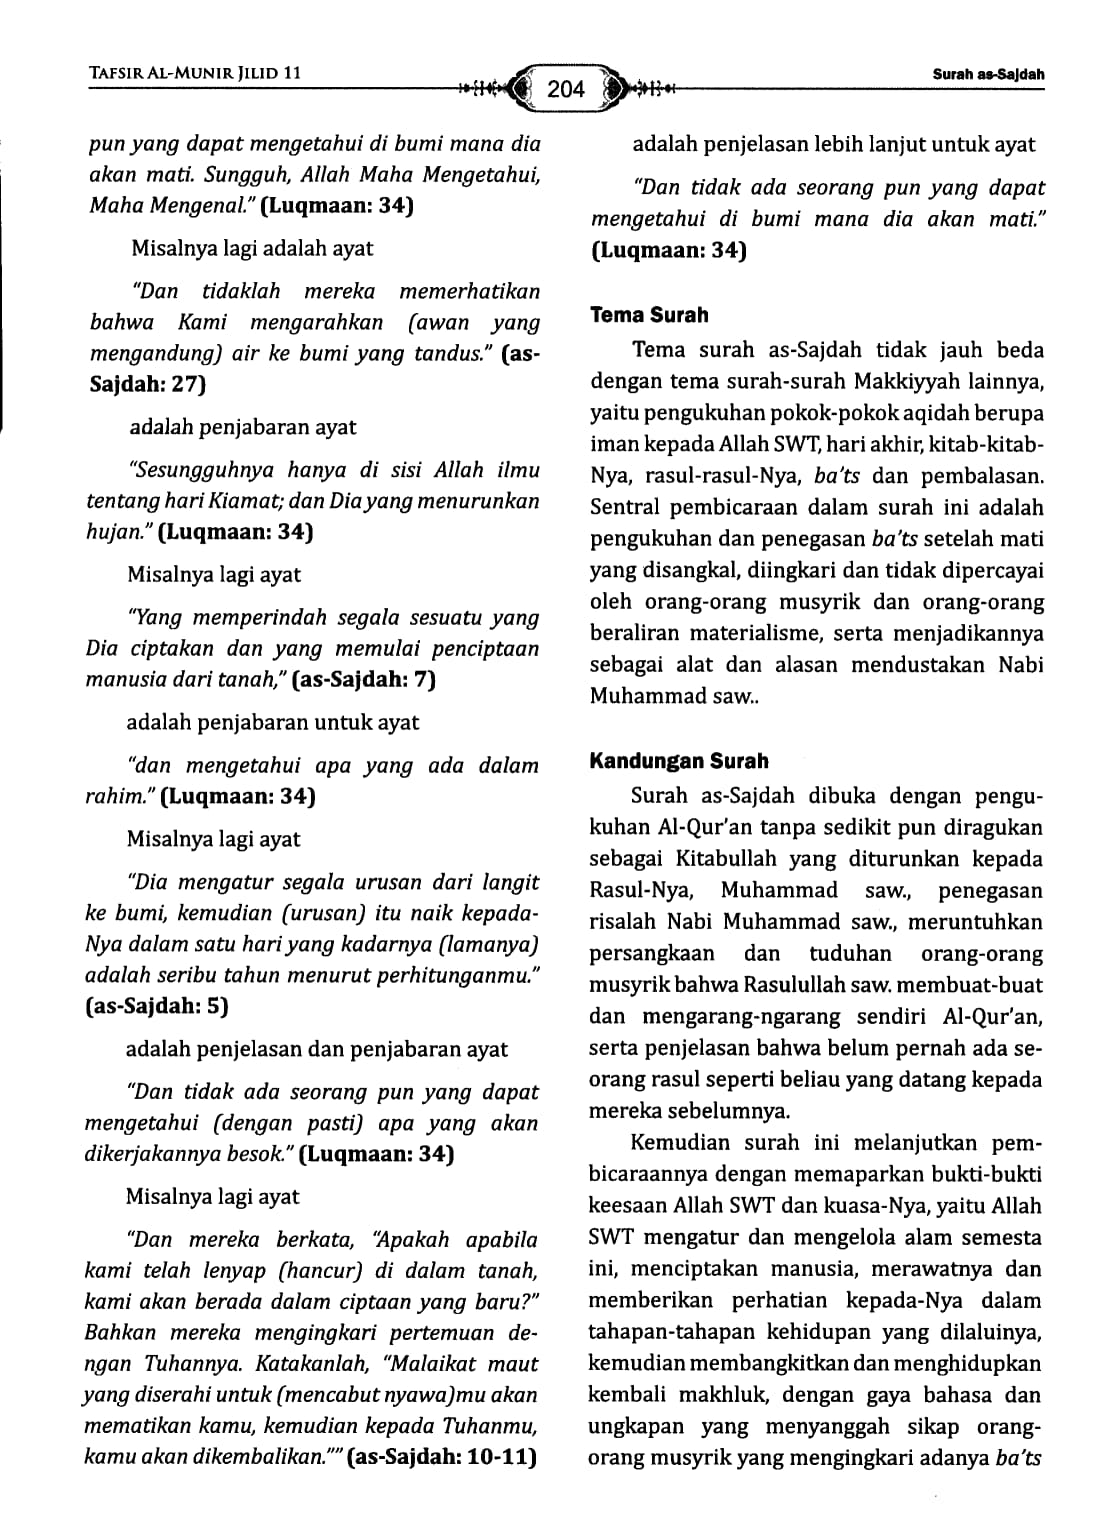 TAFSIR AL-MUNIR JILID 11
204
Surah as-Sajdah
pun yang dapat mengetahui di bumi mana dia
akan mati. Sungguh, Allah Maha Mengetahui,
Maha Mengenal.” (Luqmaan: 34)
Misalnya lagi adalah ayat
“Dan tidaklah mereka memerhatikan
bahwa Kami mengarahkan (awan yang
mengandung) air ke bumi yang tandus.” (as-
Sajdah: 27)
adalah penjabaran ayat
“Sesungguhnya hanya di sisi Allah ilmu
tentang hari Kiamat; dan Dia yang menurunkan
hujan.” (Luqmaan: 34)
Misalnya lagi ayat
“Yang memperindah segala sesuatu yang
Dia ciptakan dan yang memulai penciptaan
manusia dari tanah,” (as-Sajdah: 7)
adalah penjabaran untuk ayat
“dan mengetahui apa yang ada dalam
rahim.” (Luqmaan: 34)
Misalnya lagi ayat
“Dia mengatur segala urusan dari langit
ke bumi, kemudian (urusan) itu naik kepada-
Nya dalam satu hari yang kadarnya (lamanya)
adalah seribu tahun menurut perhitunganmu.”
(as-Sajdah: 5)
adalah penjelasan dan penjabaran ayat
“Dan tidak ada seorang pun yang dapat
mengetahui (dengan pasti) apa yang akan
dikerjakannya besok.” (Luqmaan: 34)
Misalnya lagi ayat
“Dan mereka berkata, “Apakah apabila
kami telah lenyap (hancur) di dalam tanah,
kami akan berada dalam ciptaan yang baru?”
Bahkan mereka mengingkari pertemuan de-
ngan Tuhannya. Katakanlah, “Malaikat maut
yang diserahi untuk (mencabut nyawa)mu akan
mematikan kamu, kemudian kepada Tuhanmu,
kamu akan dikembalikan.”” (as-Sajdah: 10-11)
adalah penjelasan lebih lanjut untuk ayat
“Dan tidak ada seorang pun yang dapat
mengetahui di bumi mana dia akan mati.”
(Luqmaan: 34)
Tema Surah
Tema surah as-Sajdah tidak jauh beda
dengan tema surah-surah Makkiyyah lainnya,
yaitu pengukuhan pokok-pokok aqidah berupa
iman kepada Allah SWT, hari akhir, kitab-kitab-
Nya, rasul-rasul-Nya, ba’ts dan pembalasan.
Sentral pembicaraan dalam surah ini adalah
pengukuhan dan penegasan ba’ts setelah mati
yang disangkal, diingkari dan tidak dipercayai
oleh orang-orang musyrik dan orang-orang
beraliran materialisme, serta menjadikannya
sebagai alat dan alasan mendustakan Nabi
Muhammad saw..
Kandungan Surah
Surah as-Sajdah dibuka dengan pengu-
kuhan Al-Qur’an tanpa sedikit pun diragukan
sebagai Kitabullah yang diturunkan kepada
Rasul-Nya, Muhammad saw., penegasan
risalah Nabi Muhammad saw., meruntuhkan
persangkaan dan tuduhan orang-orang
musyrik bahwa Rasulullah saw. membuat-buat
dan mengarang-ngarang sendiri Al-Qur’an,
serta penjelasan bahwa belum pernah ada se-
orang rasul seperti beliau yang datang kepada
mereka sebelumnya.
Kemudian surah ini melanjutkan pem-
bicaraannya dengan memaparkan bukti-bukti
keesaan Allah SWT dan kuasa-Nya, yaitu Allah
SWT mengatur dan mengelola alam semesta
ini, menciptakan manusia, merawatnya dan
memberikan perhatian kepada-Nya dalam
tahapan-tahapan kehidupan yang dilaluinya,
kemudian membangkitkan dan menghidupkan
kembali makhluk, dengan gaya bahasa dan
ungkapan yang menyanggah sikap orang-
orang musyrik yang mengingkari adanya ba’ts